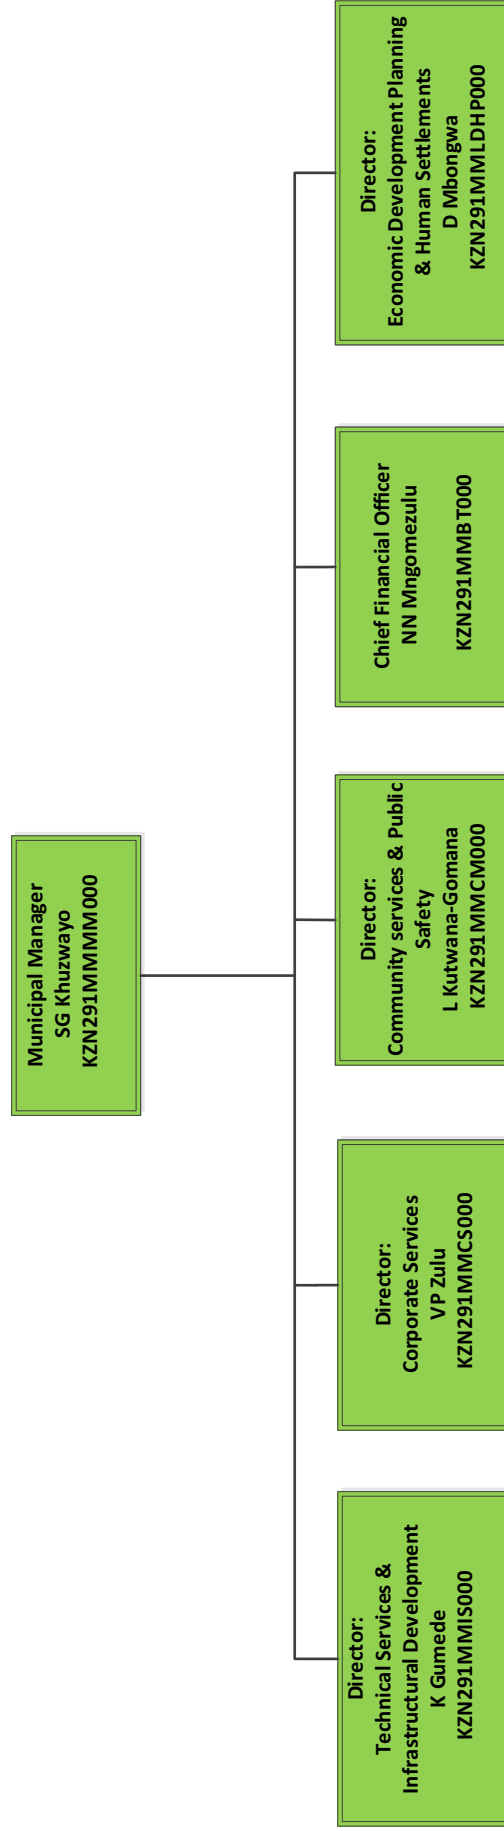 Municipal Manager
SG Khuzwayo
KZN291MMMM000
Director:
Technical Services &
Infrastructural Development
K Gumede
KZN291MMIS000
Director:
Corporate Services
VP Zulu
KZN291MMCS000
Director:
Community services & Public
Safety
L Kutwana-Gomana
KZN291MMCM000
Chief Financial Officer
NN Mngomezulu
KZN291MMBT000
Director:
Economic Development Planning
& Human Settlements
D Mbongwa
KZN291MMLDHP000